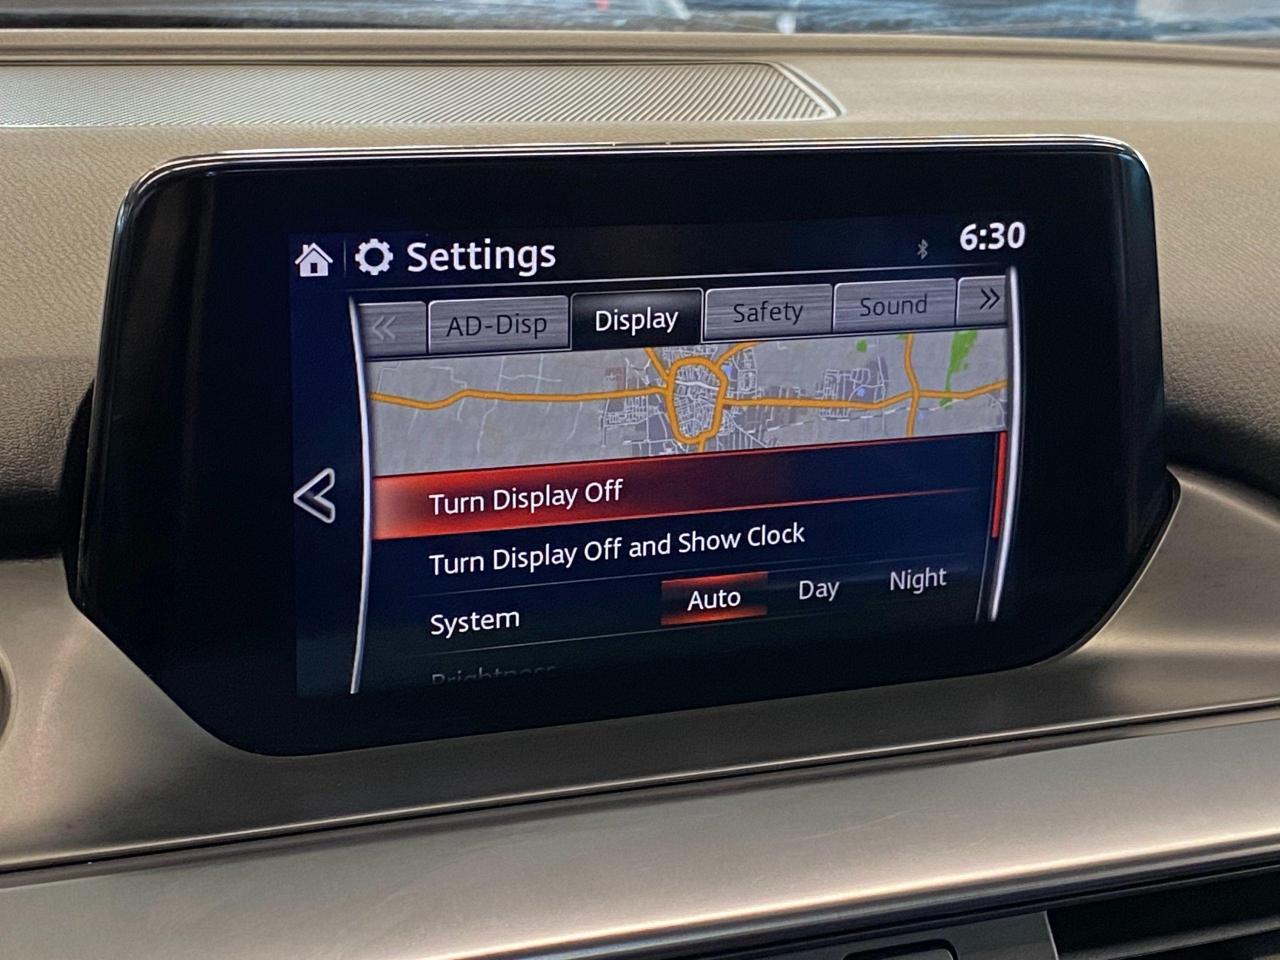 Settings
6:30
AD-Disp Display Safety Sound
Turn Display Off
Turn Display Off and Show Clock
System Auto Day Night
Brightness